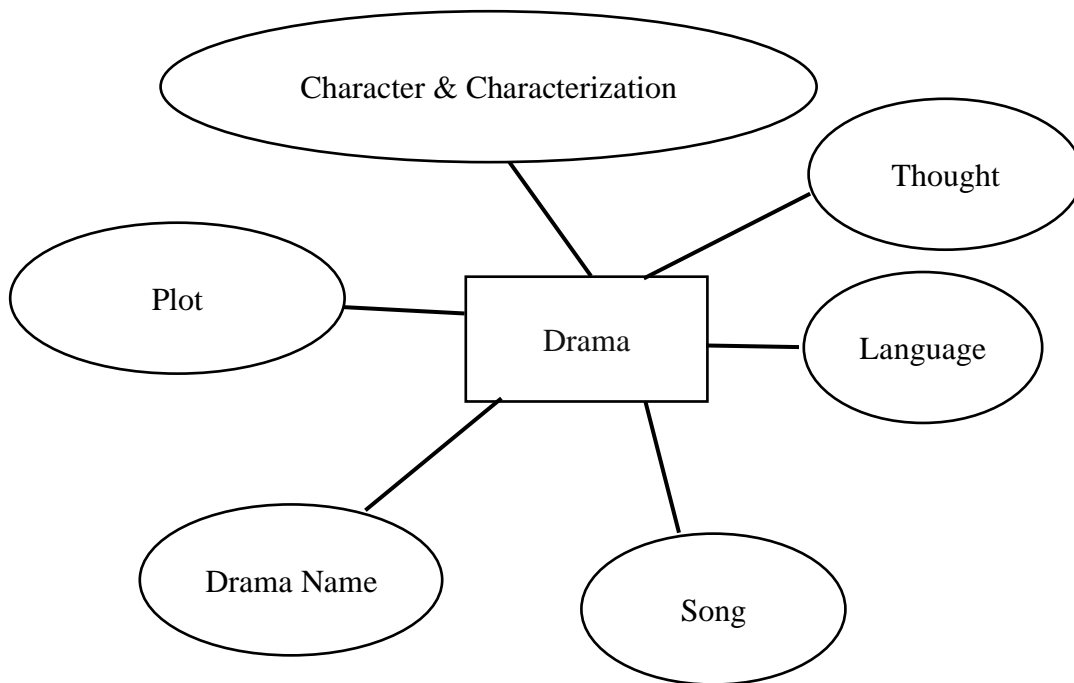 Character & Characterization
Thought
Plot
Drama
Language
Drama Name
Song